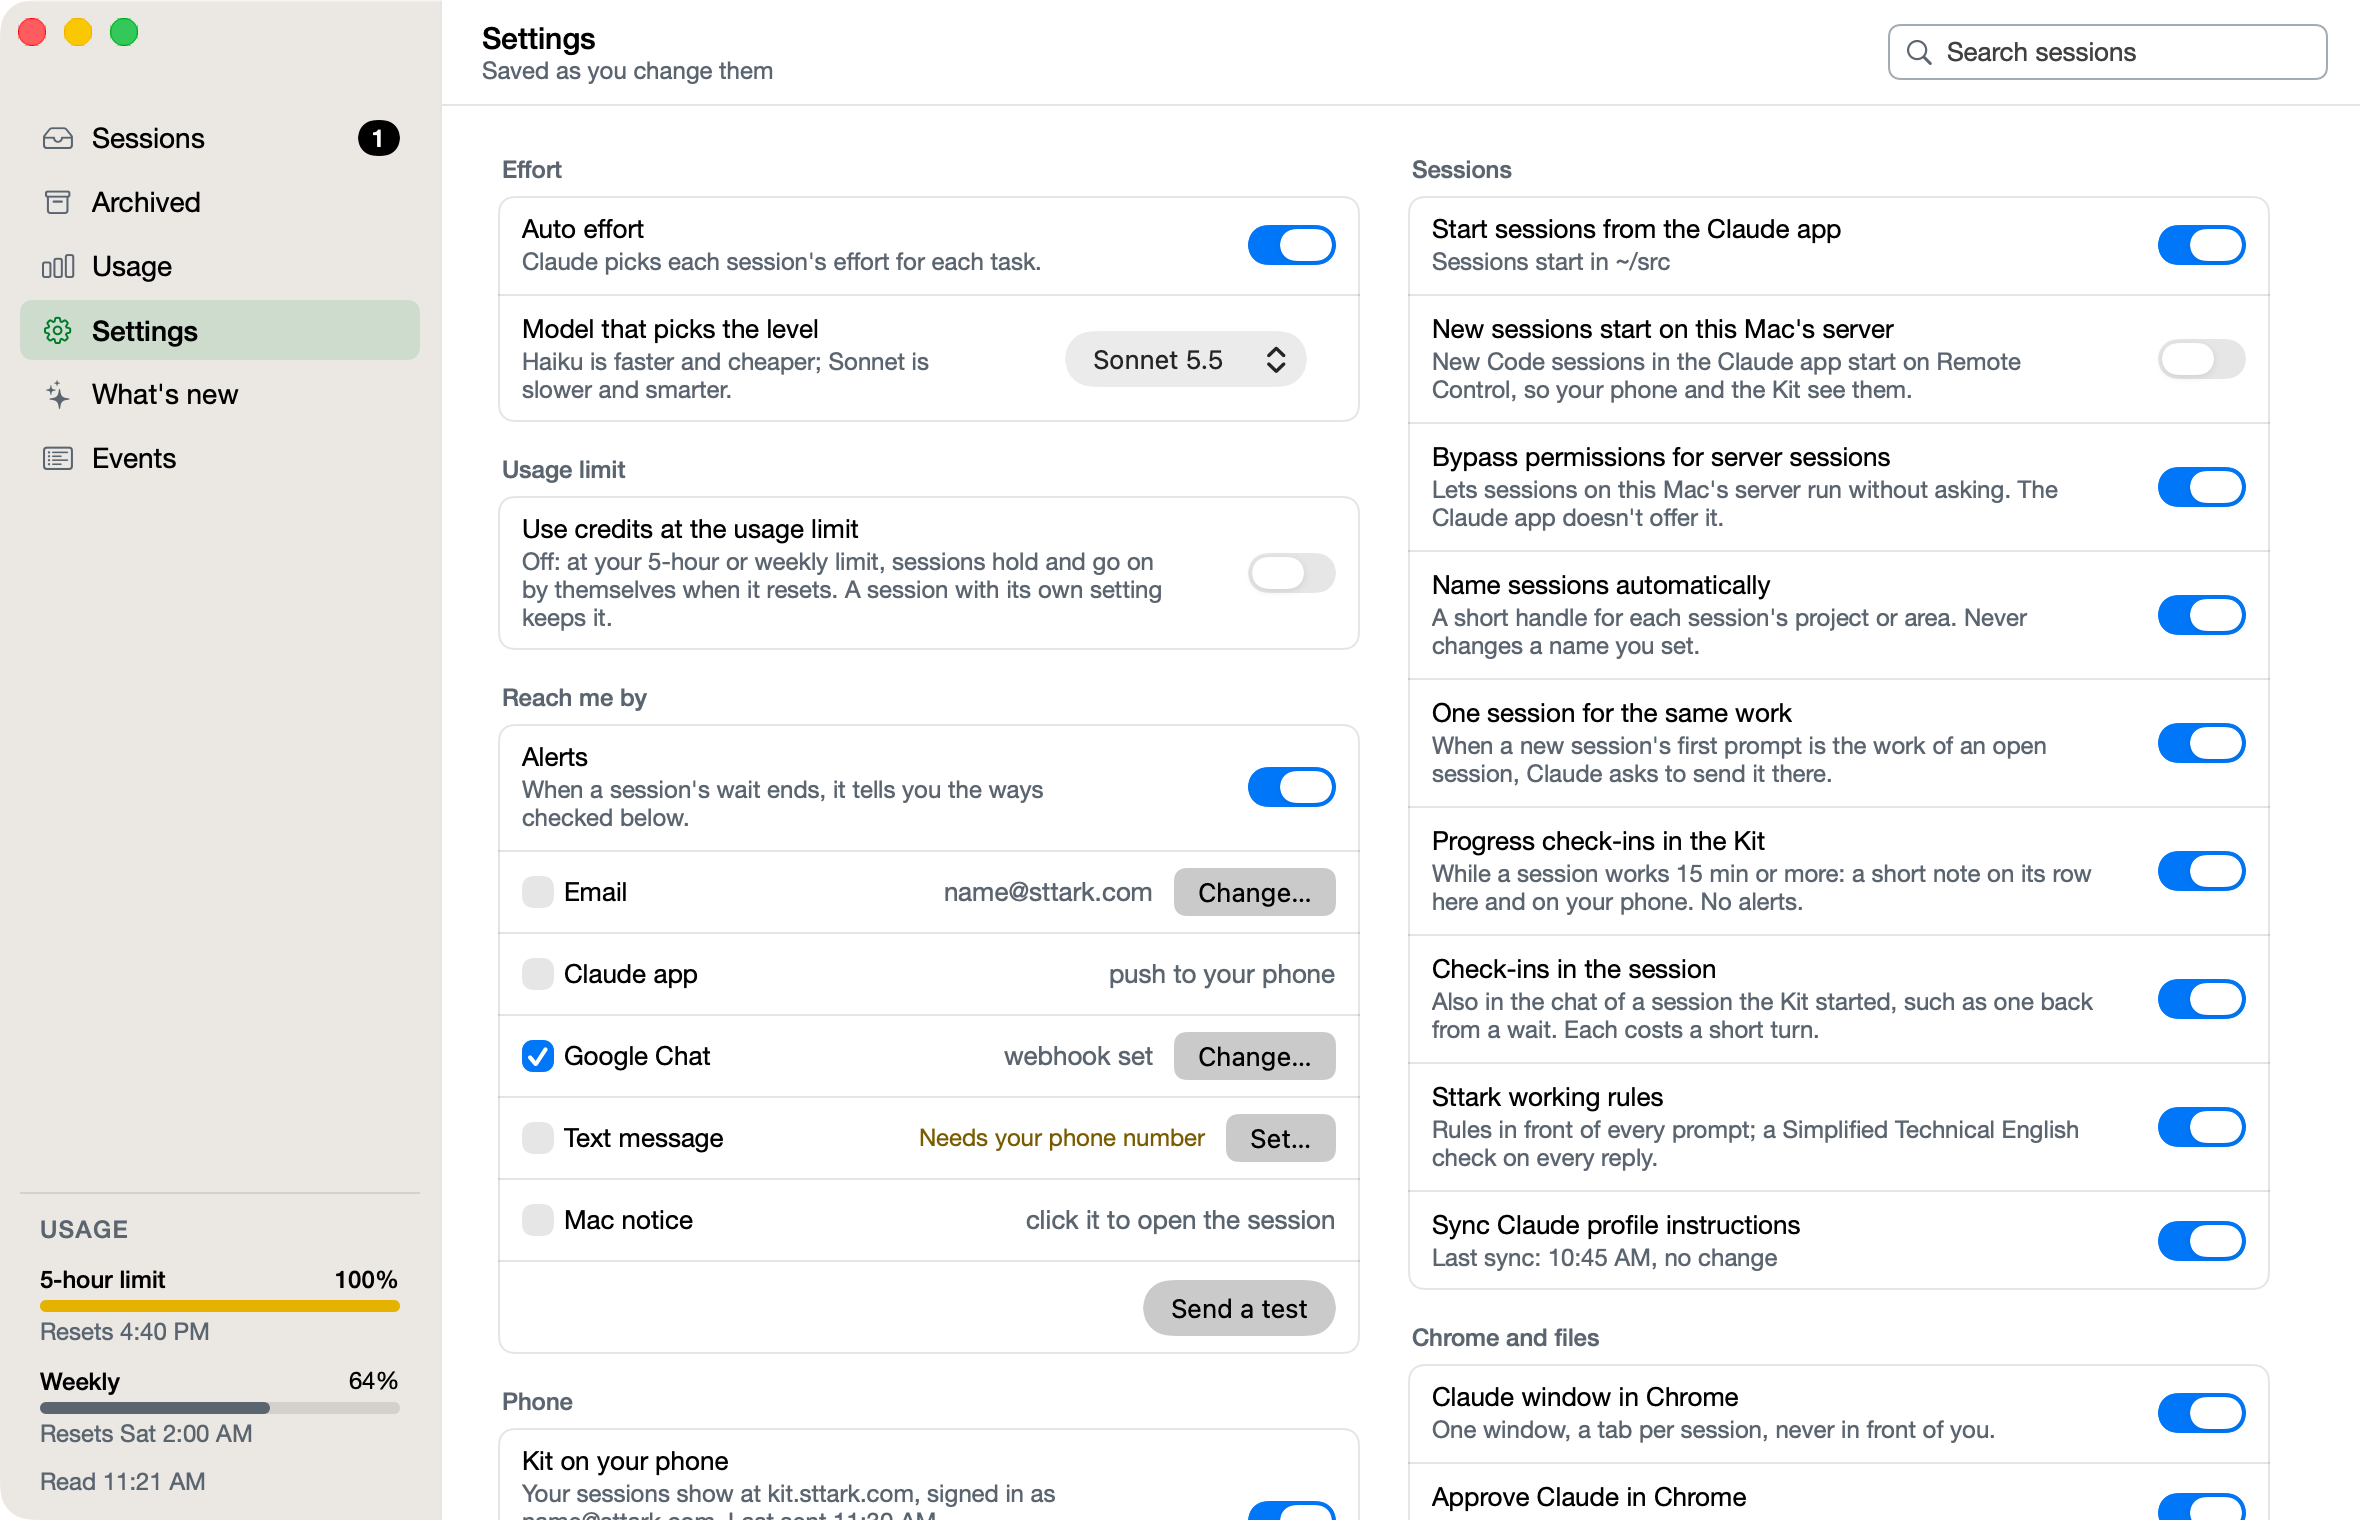 Settings
Saved as you change them
Search sessions
Sessions
1
Archived
Usage
Settings
What's new
Events
USAGE
5-hour limit
100%
Resets 4:40 PM
Weekly
64%
Resets Sat 2:00 AM
Read 11:21 AM
Effort
Auto effort
Claude picks each session's effort for each task.
Model that picks the level
Haiku is faster and cheaper; Sonnet is
slower and smarter.
Sonnet 5.5
Usage limit
Use credits at the usage limit
Off: at your 5-hour or weekly limit, sessions hold and go on
by themselves when it resets. A session with its own setting
keeps it.
Reach me by
Alerts
When a session's wait ends, it tells you the ways
checked below.
Email
name@sttark.com
Change...
Claude app
push to your phone
Google Chat
webhook set
Change...
Text message
Needs your phone number
Set...
Mac notice
click it to open the session
Send a test
Phone
Kit on your phone
Your sessions show at kit.sttark.com, signed in as
name@sttark.com. Last sent 11:20 AM
Sessions
Start sessions from the Claude app
Sessions start in ~/src
New sessions start on this Mac's server
New Code sessions in the Claude app start on Remote
Control, so your phone and the Kit see them.
Bypass permissions for server sessions
Lets sessions on this Mac's server run without asking. The
Claude app doesn't offer it.
Name sessions automatically
A short handle for each session's project or area. Never
changes a name you set.
One session for the same work
When a new session's first prompt is the work of an open
session, Claude asks to send it there.
Progress check-ins in the Kit
While a session works 15 min or more: a short note on its row
here and on your phone. No alerts.
Check-ins in the session
Also in the chat of a session the Kit started, such as one back
from a wait. Each costs a short turn.
Sttark working rules
Rules in front of every prompt; a Simplified Technical English
check on every reply.
Sync Claude profile instructions
Last sync: 10:45 AM, no change
Chrome and files
Claude window in Chrome
One window, a tab per session, never in front of you.
Approve Claude in Chrome